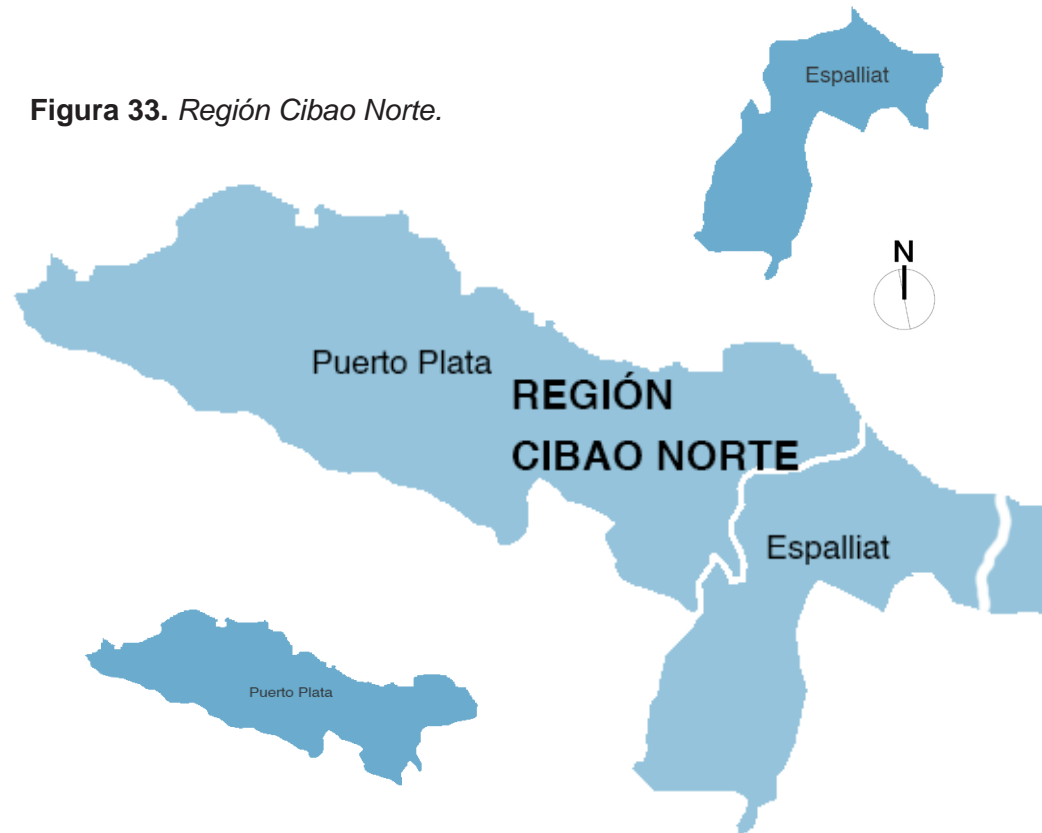 Espalliat
Figura 33. Región Cibao Norte.
N
Puerto Plata
REGIÓN
CIBAO NORTE
Espalliat
Puerto Plata